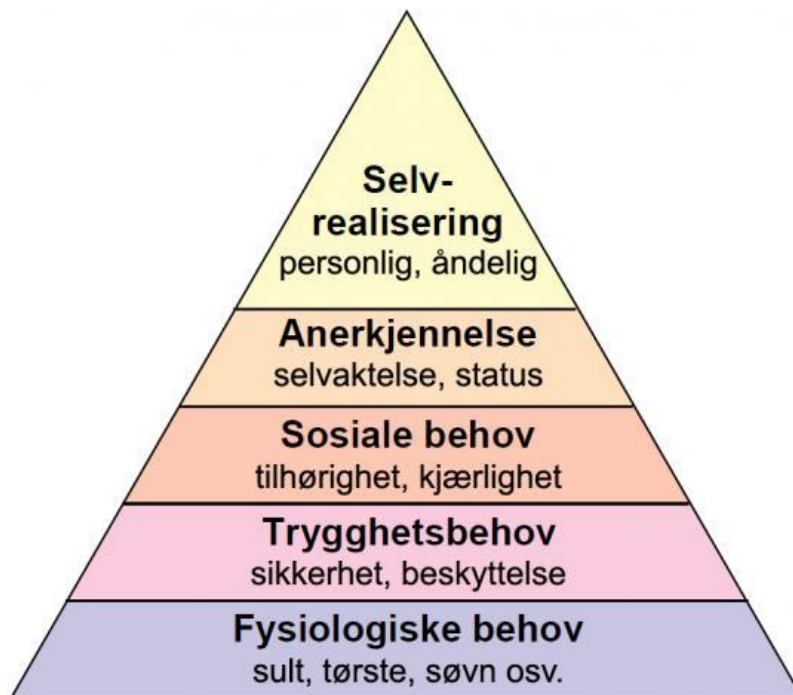 Selv-
realisering
personlig, åndelig
Anerkjennelse
selvaktelse, status
Sosiale behov
tilhørighet, kjærlighet
Trygghetsbehov
sikkerhet, beskyttelse
Fysiologiske behov
sult, tørste, søvn osv.